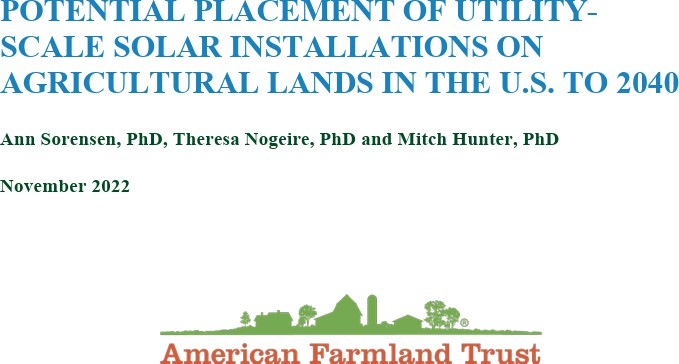 POTENTIAL PLACEMENT OF UTILITY-
SCALE SOLAR INSTALLATIONS ON
AGRICULTURAL LANDS IN THE U.S. TO 2040
Ann Sorensen, PhD, Theresa Nogeire, PhD and Mitch Hunter, PhD
November 2022
®
American Farmland Trust